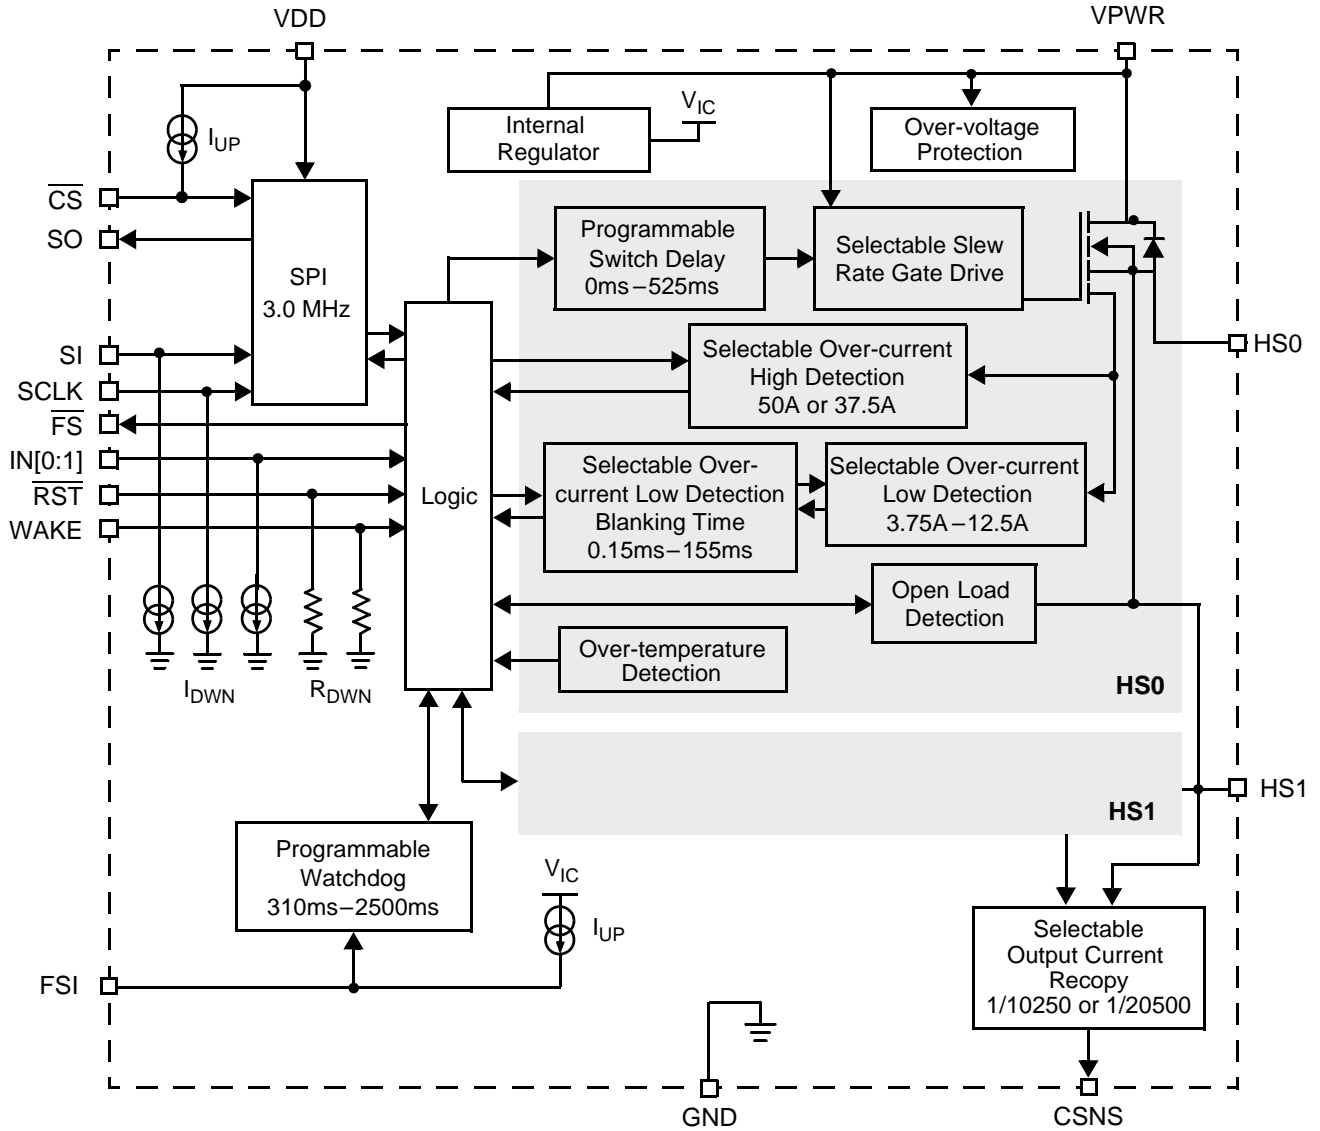 VDD
VPWR
VIC
IUP
Internal
Regulator
Over-voltage
Protection
CS
SO
SI
SCLK
FS
IN[0:1]
RST
WAKE
SPI
3.0 MHz
Logic
Programmable
Switch Delay
0ms–525ms
Selectable Slew
Rate Gate Drive
Selectable Over-current
High Detection
50A or 37.5A
HS0
Selectable Over-
current Low Detection
Blanking Time
0.15ms–155ms
Selectable Over-current
Low Detection
3.75A–12.5A
Open Load
Detection
Over-temperature
Detection
HS0
IDWN
RDWN
HS1
HS1
Programmable
Watchdog
310ms–2500ms
VIC
IUP
FSI
Selectable
Output Current
Recopy
1/10250 or 1/20500
GND
CSNS